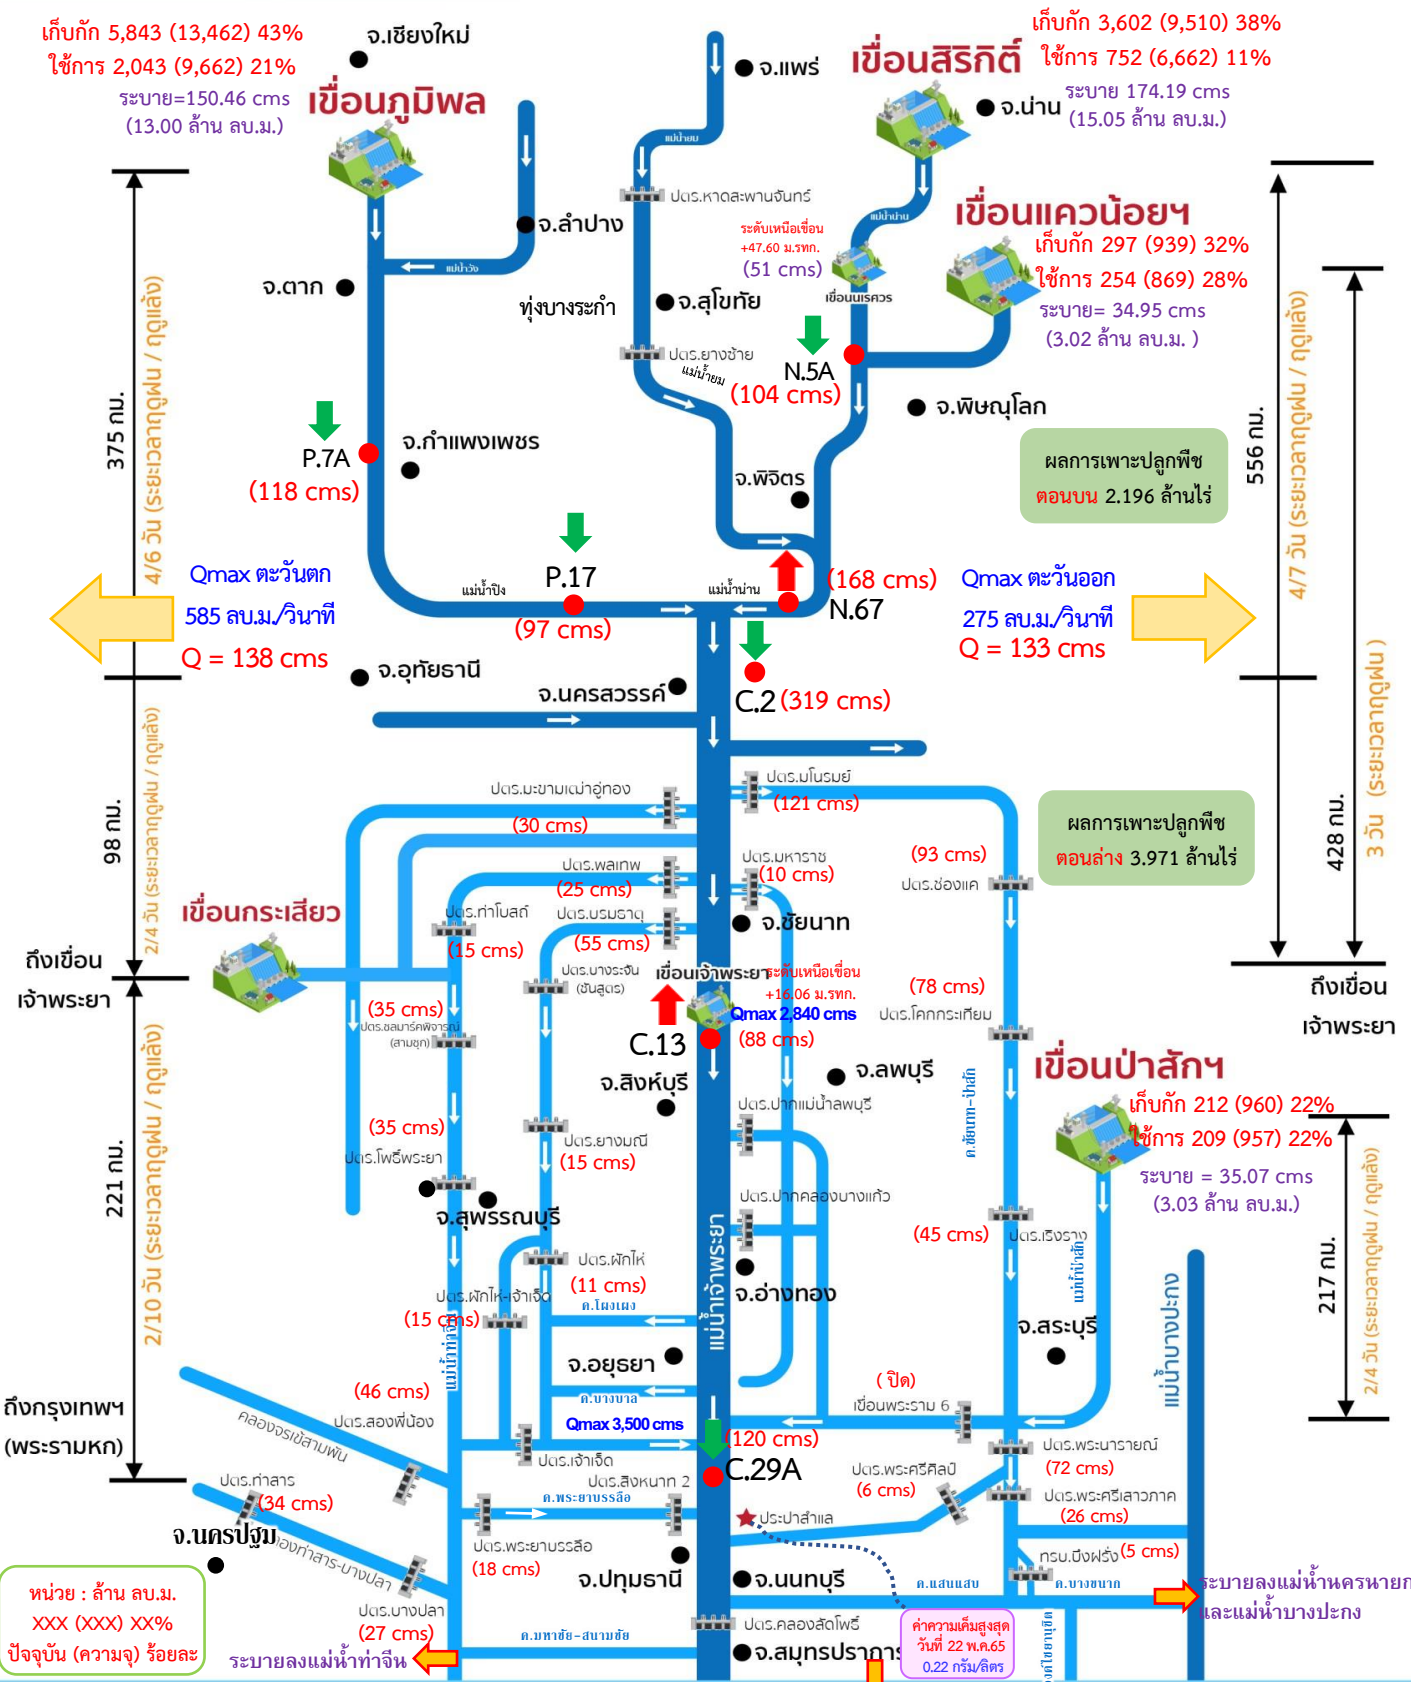 เก็บกัก 5,843 (13,462) 43%
ใช้การ 2,043 (9,662) 21%
ระบาย=150.46 cms
(13.00 ล้าน ลบ.ม.)
จ.เชียงใหม่
เขื่อนภูมิพล
จ.แพร่
เขื่อนสิริกิติ์
เก็บกัก 3,602 (9,510) 38%
ใช้การ 752 (6,662) 11%
ระบาย 174.19 cms
(15.05 ล้าน ลบ.ม.)
จ.น่าน
แม่น้ำยม
ปตร.หาดสะพานจันทร์
แม่น้ำน่าน
จ.ลำปาง
แม่น้ำวัง
จ.ตาก
ทุ่งบางระกำ
จ.สุโขทัย
ระดับเหนือเขื่อน
+47.60 ม.รทก.
(51 cms)
เขื่อนนเรศวร
เขื่อนแควน้อยฯ
เก็บกัก 297 (939) 32%
ใช้การ 254 (869) 28%
ระบาย= 34.95 cms
(3.02 ล้าน ลบ.ม. )
ปตร.ยางซ้าย
แม่น้ำยม
N.5A
(104 cms)
จ.พิษณุโลก
375 กม.
4/6 วัน (ระยะเวลาฤดูฝน / ฤดูแล้ง)
P.7A
(118 cms)
จ.กำแพงเพชร
จ.พิจิตร
ผลการเพาะปลูกพืช
ตอนบน 2.196 ล้านไร่
556 กม.
4/7 วัน (ระยะเวลาฤดูฝน / ฤดูแล้ง)
Qmax ตะวันตก
585 ลบ.ม./วินาที
Q = 138 cms
แม่น้ำปิง
P.17
(97 cms)
แม่น้ำน่าน
(168 cms)
N.67
Qmax ตะวันออก
275 ลบ.ม./วินาที
Q = 133 cms
จ.อุทัยธานี
จ.นครสวรรค์
C.2 (319 cms)
98 กม.
2/4 วัน (ระยะเวลาฤดูฝน / ฤดูแล้ง)
428 กม.
3 วัน (ระยะเวลาฤดูฝน )
ปตร.มะขามเฒ่าอู่ทอง
(30 cms)
ปตร.มโนรมย์
(121 cms)
ผลการเพาะปลูกพืช
ตอนล่าง 3.971 ล้านไร่
ปตร.พลเทพ
(25 cms)
ปตร.มหาราช
(10 cms)
(93 cms)
ปตร.ช่องแค
เขื่อนกระเสียว
ปตร.ท่าโบสถ์
(15 cms)
ปตร.บรมธาตุ
(55 cms)
จ.ชัยนาท
ถึงเขื่อน
เจ้าพระยา
ปตร.บางระจัน
(ชันสูตร)
เขื่อนเจ้าพระยา
ระดับเหนือเขื่อน
+16.06 ม.รทก.
Qmax 2,840 cms
(88 cms)
C.13
(78 cms)
ปตร.โคกกระเทียม
ถึงเขื่อน
เจ้าพระยา
(35 cms)
ปตร.ชลมาร์คพิจารณ์
(สามชุก)
จ.สิงห์บุรี
จ.ลพบุรี
เขื่อนป่าสักฯ
เก็บกัก 212 (960) 22%
ใช้การ 209 (957) 22%
ระบาย = 35.07 cms
(3.03 ล้าน ลบ.ม.)
ค.ชัยนาท-ป่าสัก
221 กม.
2/10 วัน (ระยะเวลาฤดูฝน / ฤดูแล้ง)
(35 cms)
ปตร.โพธิ์พระยา
ปตร.ยางมณี
(15 cms)
ปตร.ปากแม่น้ำลพบุรี
ปตร.ปากคลองบางแก้ว
จ.สุพรรณบุรี
แม่น้ำเจ้าพระยา
(45 cms)
ปตร.เริงราง
แม่น้ำป่าสัก
แม่น้ำบางปะกง
217 กม.
2/4 วัน (ระยะเวลาฤดูฝน / ฤดูแล้ง)
ปตร.ผักไห่
(11 cms)
ค.โผงเผง
ปตร.ผักไห่-เจ้าเจ็ด
(15 cms)
แม่น้ำท่าจีน
จ.อ่างทอง
จ.สระบุรี
จ.อยุธยา
ถึงกรุงเทพฯ
(พระรามหก)
(46 cms)
ปตร.สองพี่น้อง
คลองจรเข้สามพัน
ค.บางบาล
Qmax 3,500 cms
( ปิด)
เขื่อนพระราม 6
(120 cms)
C.29A
ปตร.เจ้าเจ็ด
ปตร.พระนารายณ์
(72 cms)
ปตร.ท่าสาร
(34 cms)
ปตร.สิงหนาท 2
ค.พระยาบรรลือ
ปตร.พระศรีศิลป์
(6 cms)
ปตร.พระศรีเสาวภาค
(26 cms)
ประปาสำแล
จ.นครปฐม
คลองท่าสาร-บางปลา
ปตร.พระยาบรรลือ
(18 cms)
จ.ปทุมธานี
จ.นนทบุรี
ทรบ.บึงฝรั่ง
(5 cms)
ค.แสนแสบ
ค.บางขนาก
ระบายลงแม่น้ำนครนายก
และแม่น้ำบางปะกง
หน่วย : ล้าน ลบ.ม.
XXX (XXX) XX%
ปัจจุบัน (ความจุ) ร้อยละ
ปตร.บางปลา
(27 cms)
ระบายลงแม่น้ำท่าจีน
ค.มหาชัย-สนามชัย
ปตร.คลองลัดโพธิ์
จ.สมุทรปราการ
ค่าความเค็มสูงสุด
วันที่ 22 พ.ค.65
0.22 กรัม/ลิตร